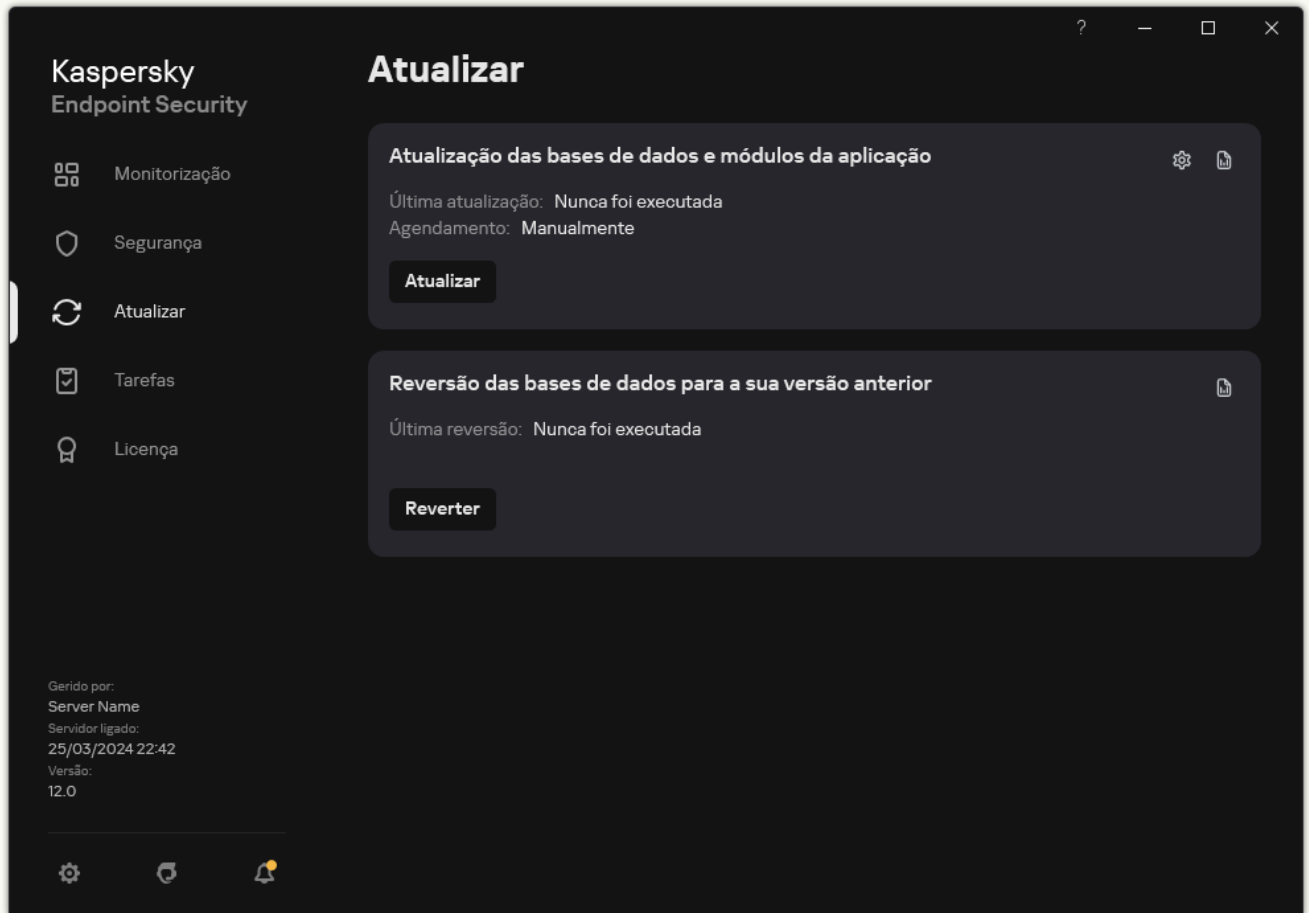 ?
Kaspersky
Endpoint Security
Monitorização
Segurança
Atualizar
Tarefas
Licença
Gerido por:
Server Name
Servidor ligado:
25/03/2024 22:42
Versão:
12.0
Atualizar
Atualização das bases de dados e módulos da aplicação
Última atualização: Nunca foi executada
Agendamento: Manualmente
Atualizar
Reversão das bases de dados para a sua versão anterior
Última reversão: Nunca foi executada
Reverter